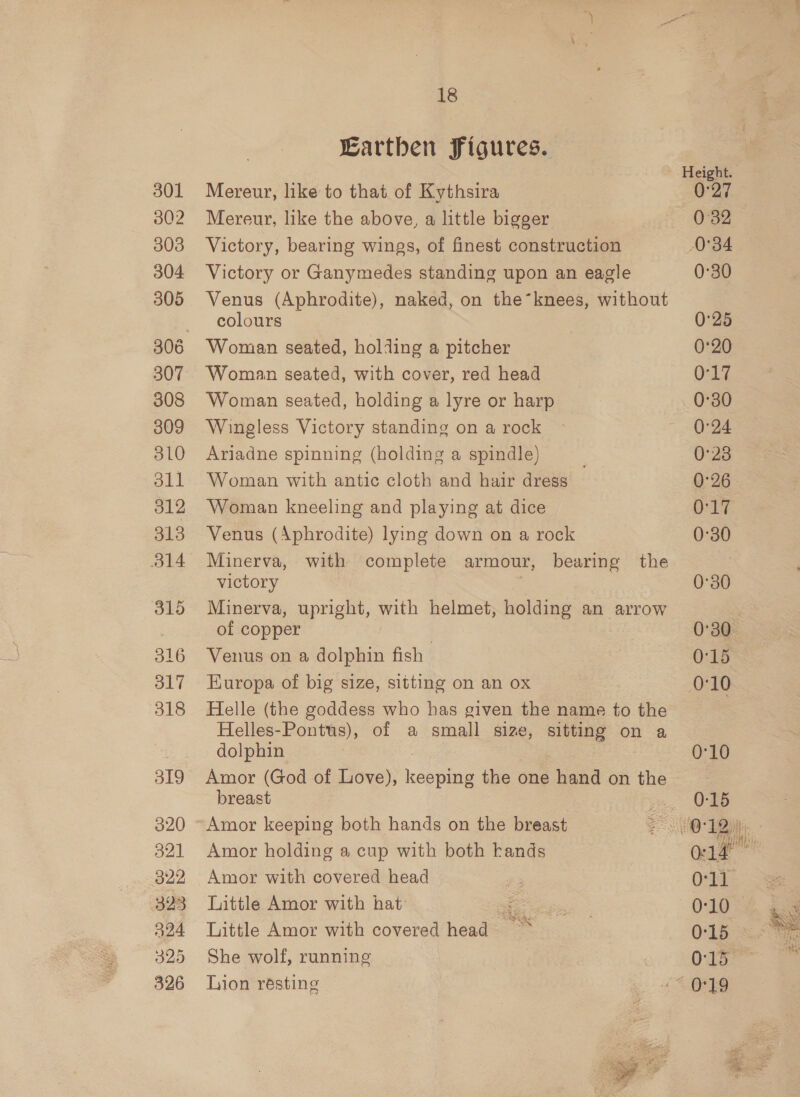 18
Earthen Figures.
Height.
301 Mereur, like to that of Kythsira 0·27
302 Mereur, like the above, a little bigger 0 32
303 Victory, bearing wings, of finest construction 0·34
304 Victory or Ganymedes standing upon an eagle 0·30
305 Venus (Aphrodite), naked, on the knees, without
colours 0·25
306 Woman seated, holding a pitcher 0·20
307 Woman seated, with cover, red head 0·17
308 Woman seated, holding a lyre or harp 0·30
309 Wingless Victory standing on a rock 0·24
310 Ariadne spinning (holding a spindle) 0·23
311 Woman with antic cloth and hair dress 0·26
312 Woman kneeling and playing at dice 0·17
313 Venus (Aphrodite) lying down on a rock 0·30
314 Minerva, with complete armour, bearing the
victory 0·30
315 Minerva, upright, with helmet, holding an arrow
of copper 0·30
316 Venus on a dolphin fish 0·15
317 Europa of big size, sitting on an ox 0·10
318 Helle (the goddess who has given the name to the
Helles-Pontus), of a small size, sitting on a
dolphin 0·10
319 Amor (God of Love), keeping the one hand on the
breast 0·15
320 Amor keeping both hands on the breast 0·12
321 Amor holding a cup with both hands 0·14
322 Amor with covered head 0·11
323 Little Amor with hat 0·10
324 Little Amor with covered head 0·15
325 She wolf, running 0·15
326 Lion resting 0·19